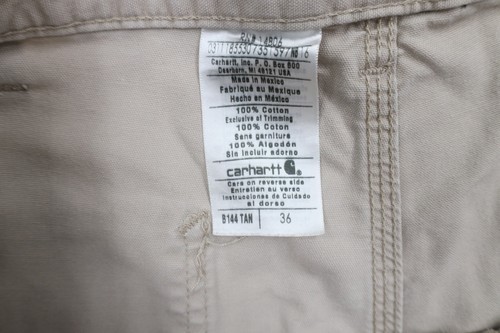 RN# 14806
Carhartt, Inc. P.O. Box 600
Dearborn, MI 48121 USA
Made in Mexico
Fabriqué au Mexique
Hecho en México
100% Cotton
Exclusive of Trimming
100% Coton
Sans garniture
100% Algodón
Sin incluir adorno
carhartt
Care on reverse side
Entretien au verso
Instrucciones de Cuidado
al dorso
B144 TAN 36